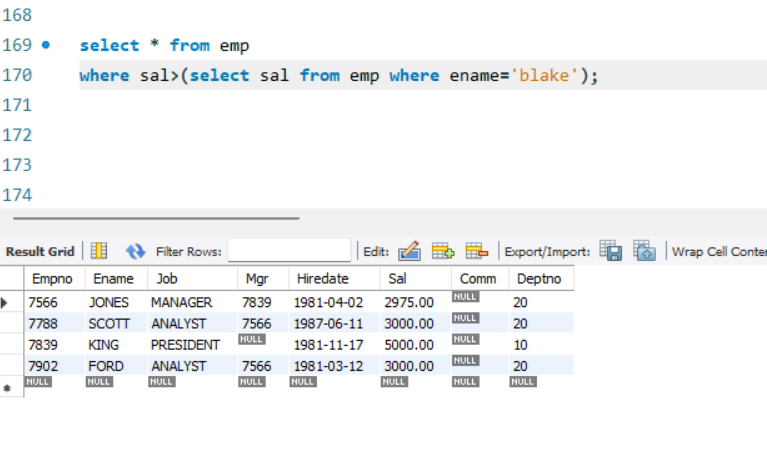 168
169 select * from emp
170 where sal>(select sal from emp where ename='blake');
171
172
173
174
Result Grid Filter Rows: Edit: Export/Import: Wrap Cell Conte
Empno Ename Job Mgr Hiredate Sal Comm Deptno
7566 JONES MANAGER 7839 1981-04-02 2975.00 NULL 20
7788 SCOTT ANALYST 7566 1987-06-11 3000.00 NULL 20
7839 KING PRESIDENT NULL 1981-11-17 5000.00 NULL 10
7902 FORD ANALYST 7566 1981-03-12 3000.00 NULL 20
NULL NULL NULL NULL NULL NULL NULL NULL